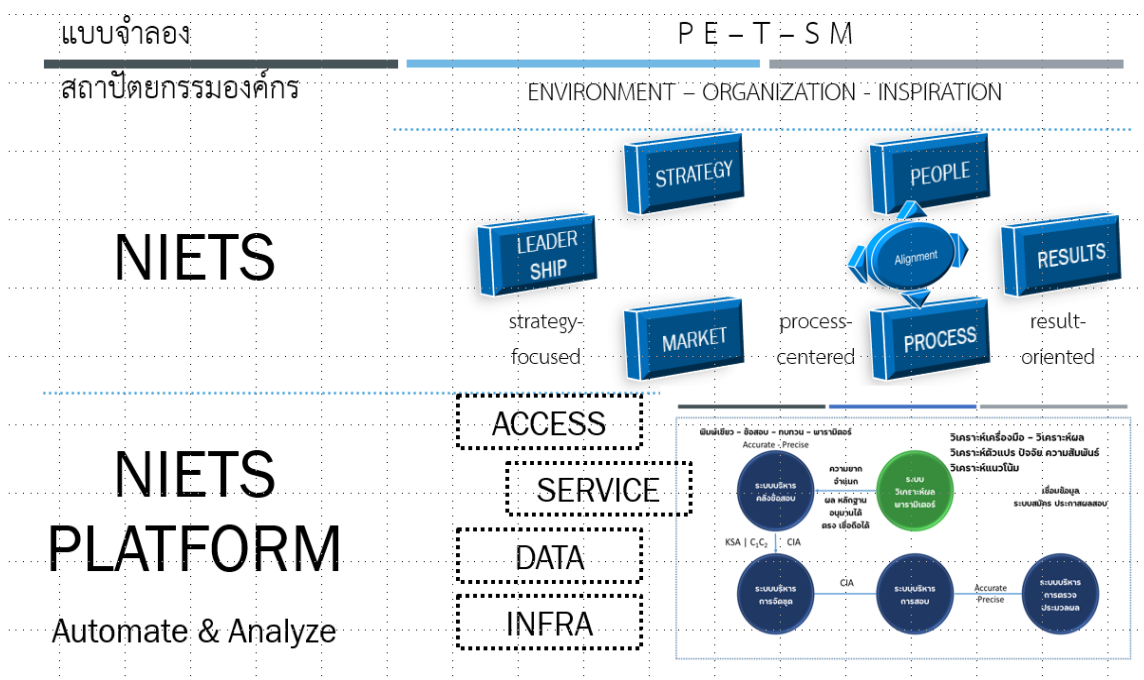 แบบจำลอง
P E – T – S M
สถาปัตยกรรมองค์กร
ENVIRONMENT – ORGANIZATION - INSPIRATION
NIETS
STRATEGY
PEOPLE
LEADER
SHIP
Alignment
RESULTS
MARKET
PROCESS
strategy-
focused
process-
centered
result-
oriented
NIETS
PLATFORM
Automate & Analyze
ACCESS
SERVICE
DATA
INFRA
พิมพ์เขียว – ข้อสอบ – ทบทวน – พารามิเตอร์
Accurate - Precise
วิเคราะห์เครื่องมือ – วิเคราะห์ผล
วิเคราะห์ตัวแปร ปัจจัย ความสัมพันธ์
วิเคราะห์แนวโน้ม
ระบบบริหาร
คลังข้อสอบ
ความยาก
จำแนก
ผล หลักฐาน
อนุมานได้
ตรง เชื่อถือได้
ระบบ
วิเคราะห์ผล
พารามิเตอร์
เชื่อมข้อมูล
ระบบสมัคร ประกาศผลสอบ
KSA | C₁C₂
CIA
ระบบบริหาร
การจัดชุด
CIA
ระบบบริหาร
การสอบ
Accurate
-Precise
ระบบบริหาร
การตรวจ
ประมวลผล